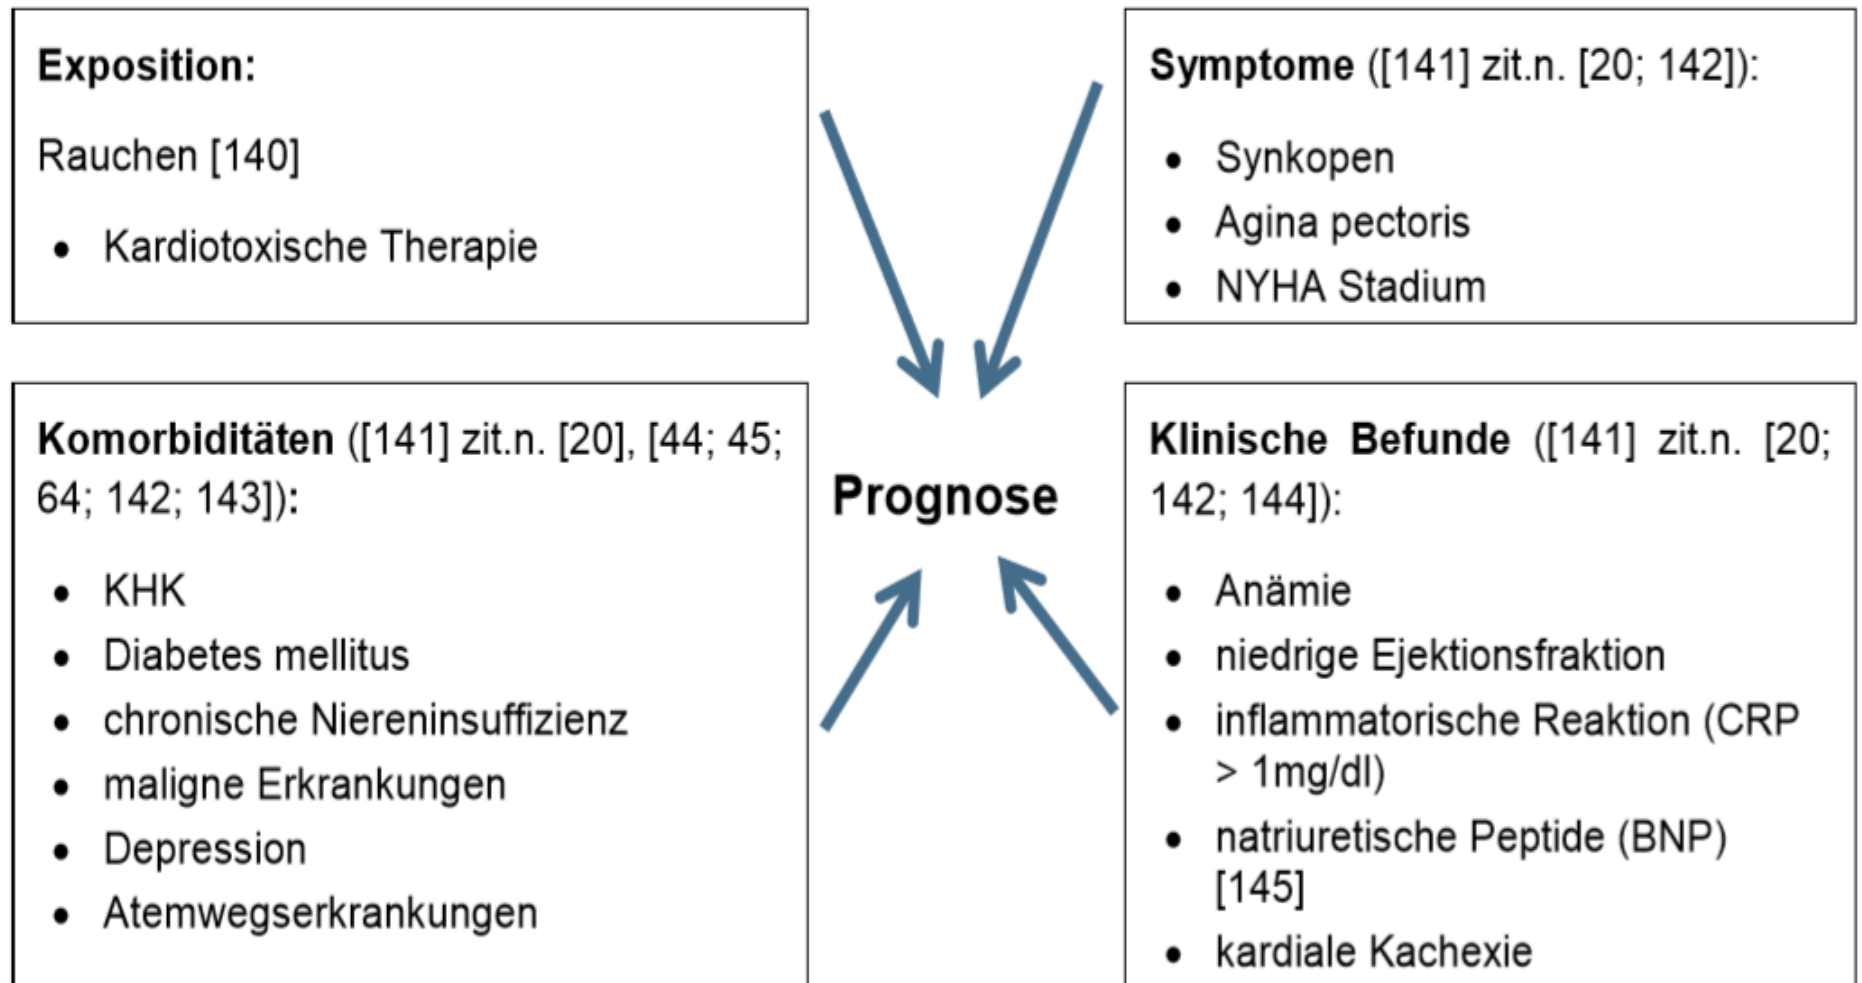 Exposition:
Rauchen [140]
• Kardiotoxische Therapie
Symptome ([141] zit.n. [20; 142]):
• Synkopen
• Agina pectoris
• NYHA Stadium
Komorbiditäten ([141] zit.n. [20], [44; 45;
64; 142; 143]):
• KHK
• Diabetes mellitus
• chronische Niereninsuffizienz
• maligne Erkrankungen
• Depression
• Atemwegserkrankungen
Prognose
Klinische Befunde ([141] zit.n. [20;
142; 144]):
• Anämie
• niedrige Ejektionsfraktion
• inflammatorische Reaktion (CRP
> 1mg/dl)
• natriuretische Peptide (BNP)
[145]
• kardiale Kachexie